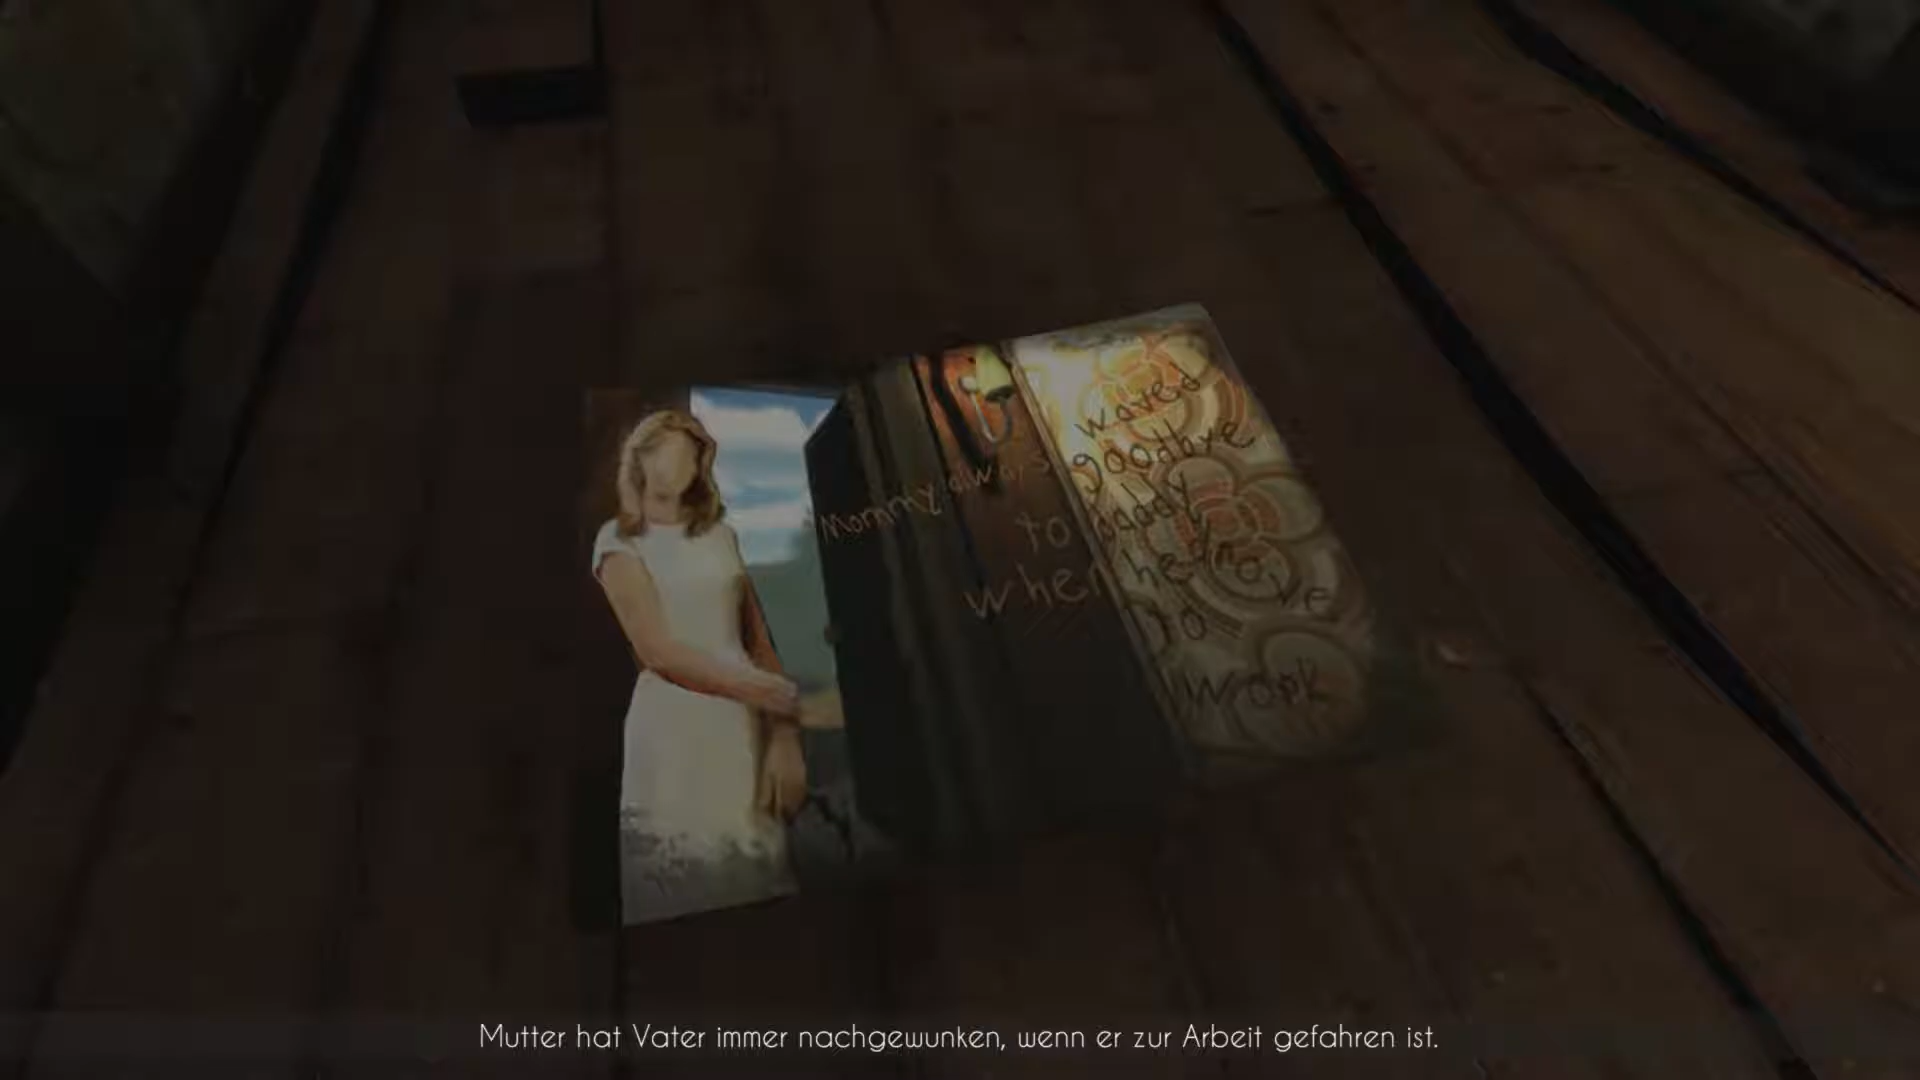 waved
Mommy always goodbye
to daddy
when he drove
to
work
Mutter hat Vater immer nachgewunken, wenn er zur Arbeit gefahren ist.